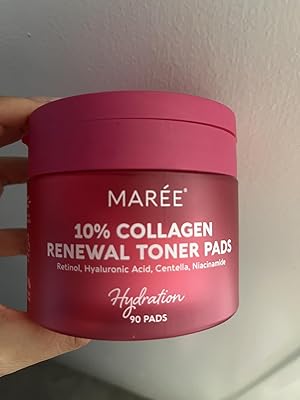 MARÉE®
10% COLLAGEN
RENEWAL TONER PADS
Retinol, Hyaluronic Acid, Centella, Niacinamide
Hydration
90 PADS